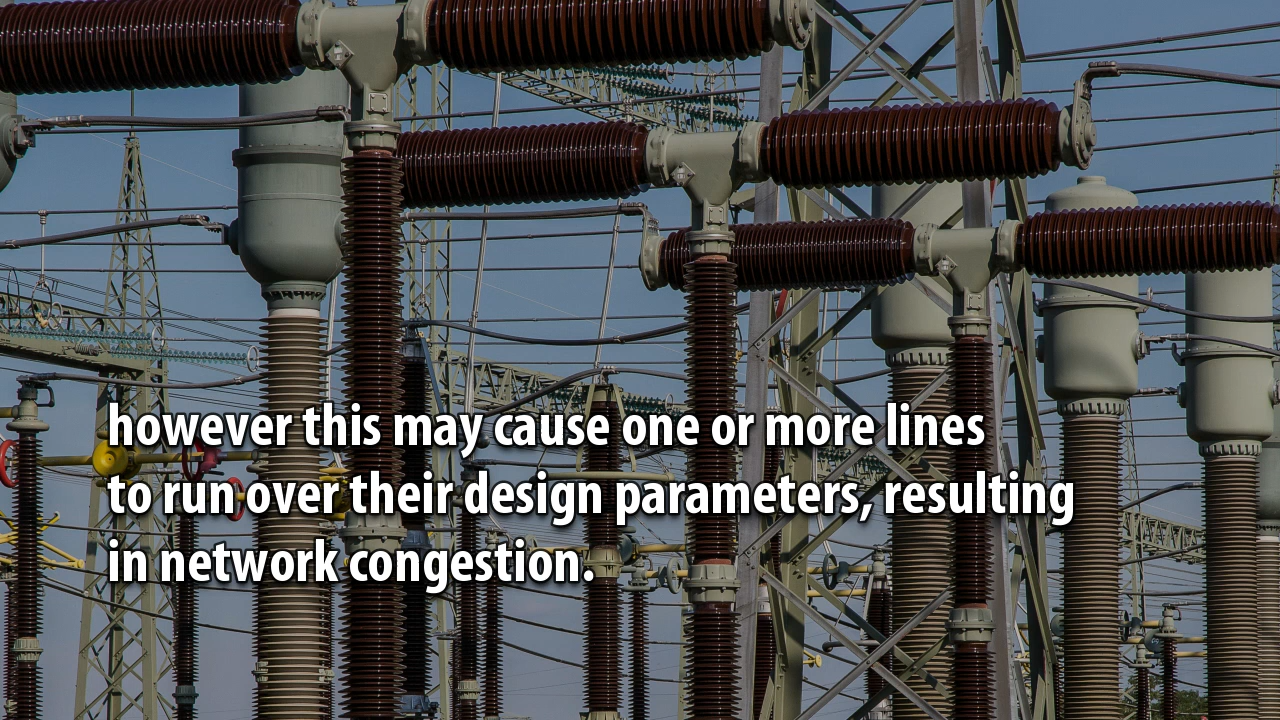 however this may cause one or more lines
to run over their design parameters, resulting
in network congestion.